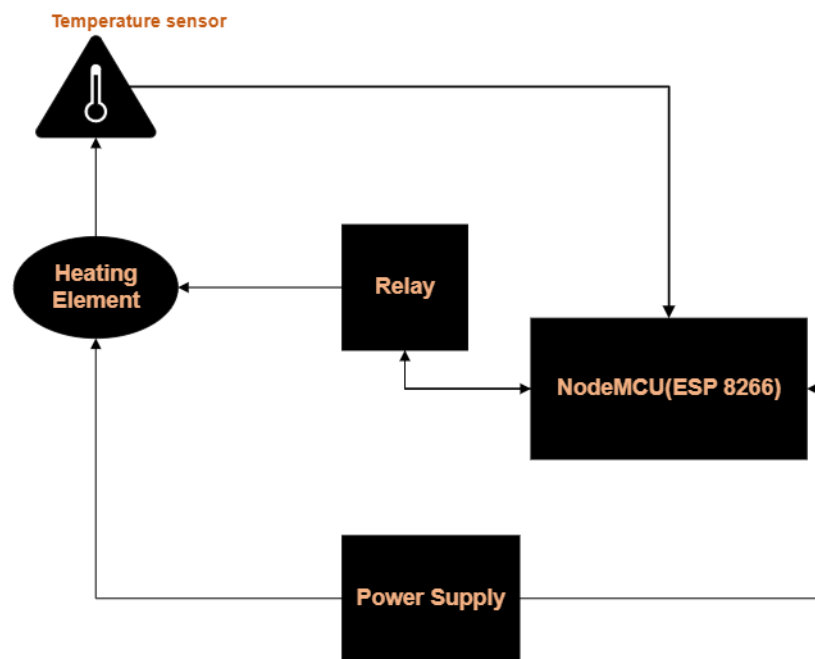 Temperature sensor
Heating
Element
Relay
NodeMCU(ESP 8266)
Power Supply